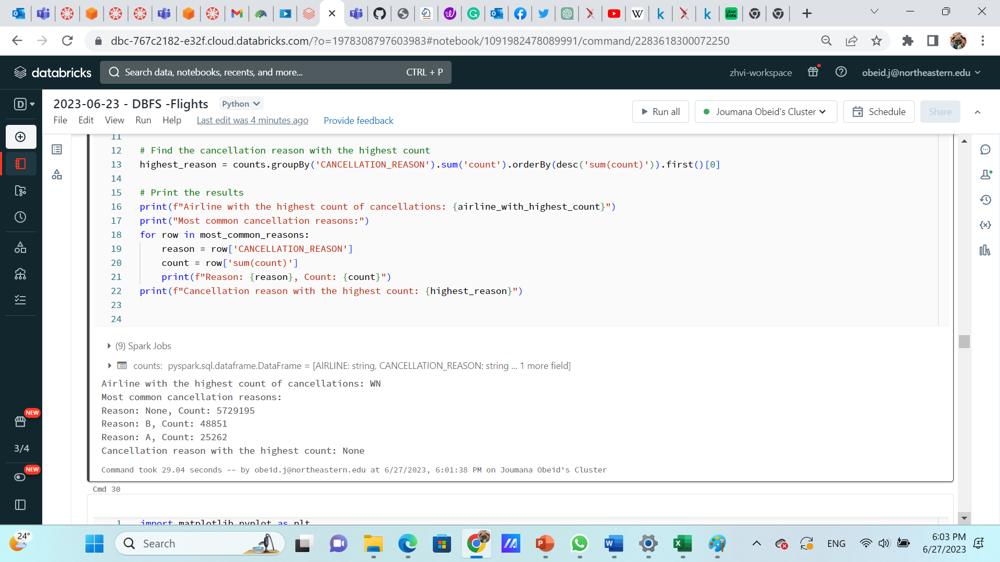 dbc-767c2182-e32f.cloud.databricks.com/?o=1978308797603983#notebook/1091982478089991/command/2283618300072250
databricks
Search data, notebooks, recents, and more...
CTRL + P
zhvi-workspace
obeid.j@northeastern.edu
D
2023-06-23 - DBFS -Flights
Python
File Edit View Run Help Last edit was 4 minutes ago Provide feedback
Run all
Joumana Obeid's Cluster
Schedule
Share
11
12 # Find the cancellation reason with the highest count
13 highest_reason = counts.groupBy('CANCELLATION_REASON').sum('count').orderBy(desc('sum(count)')).first()[0]
14
15 # Print the results
16 print(f"Airline with the highest count of cancellations: {airline_with_highest_count}")
17 print("Most common cancellation reasons:")
18 for row in most_common_reasons:
19 reason = row['CANCELLATION_REASON']
20 count = row['sum(count)']
21 print(f"Reason: {reason}, Count: {count}")
22 print(f"Cancellation reason with the highest count: {highest_reason}")
23
24
(9) Spark Jobs
counts: pyspark.sql.dataframe.DataFrame = [AIRLINE: string, CANCELLATION_REASON: string ... 1 more field]
Airline with the highest count of cancellations: WN
Most common cancellation reasons:
Reason: None, Count: 5729195
Reason: B, Count: 48851
Reason: A, Count: 25262
Cancellation reason with the highest count: None
Command took 29.04 seconds -- by obeid.j@northeastern.edu at 6/27/2023, 6:01:38 PM on Joumana Obeid's Cluster
Cmd 30
1 import matplotlib.pyplot as plt
NEW
3/4
NEW
24°
Search
ENG
6:03 PM
6/27/2023